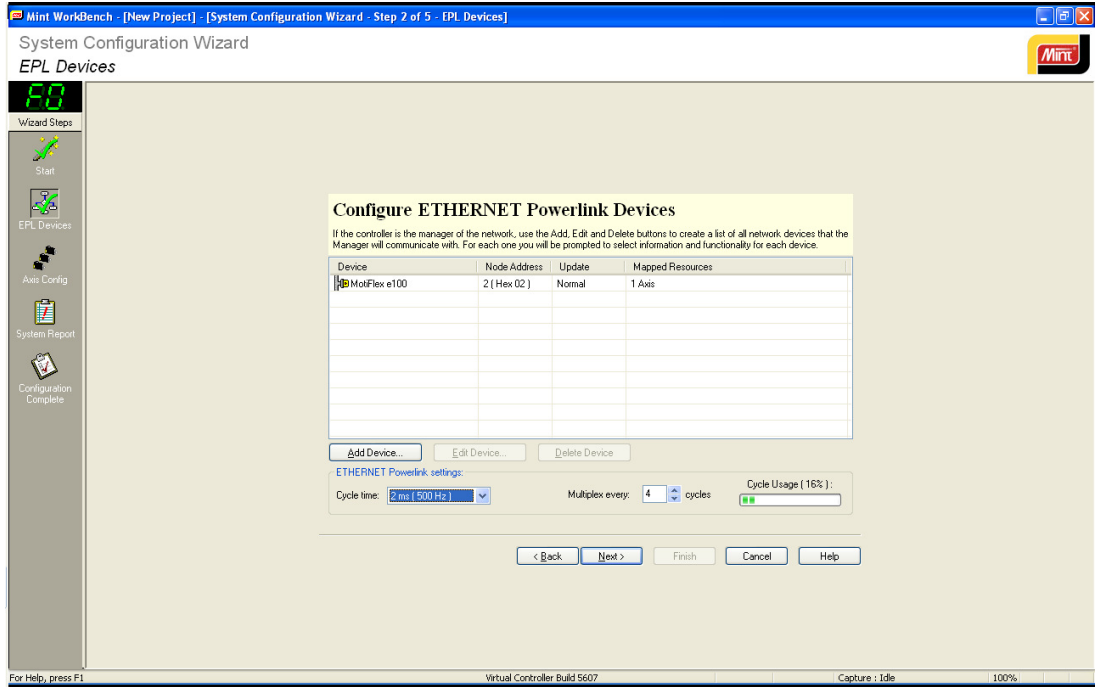 Mint WorkBench - [New Project] - [System Configuration Wizard - Step 2 of 5 - EPL Devices]
System Configuration Wizard
EPL Devices
Mint
Wizard Steps
Start
EPL Devices
Axis Config
System Report
Configuration
Complete
Configure ETHERNET Powerlink Devices
If the controller is the manager of the network, use the Add, Edit and Delete buttons to create a list of all network devices that the
Manager will communicate with. For each one you will be prompted to select information and functionality for each device.
Device Node Address Update Mapped Resources
MotiFlex e100 2 ( Hex 02 ) Normal 1 Axis
Add Device... Edit Device... Delete Device
ETHERNET Powerlink settings:
Cycle time: 2 ms ( 500 Hz ) Multiplex every: 4 cycles Cycle Usage ( 16% ) :
< Back Next > Finish Cancel Help
For Help, press F1 Virtual Controller Build 5607 Capture : Idle 100%